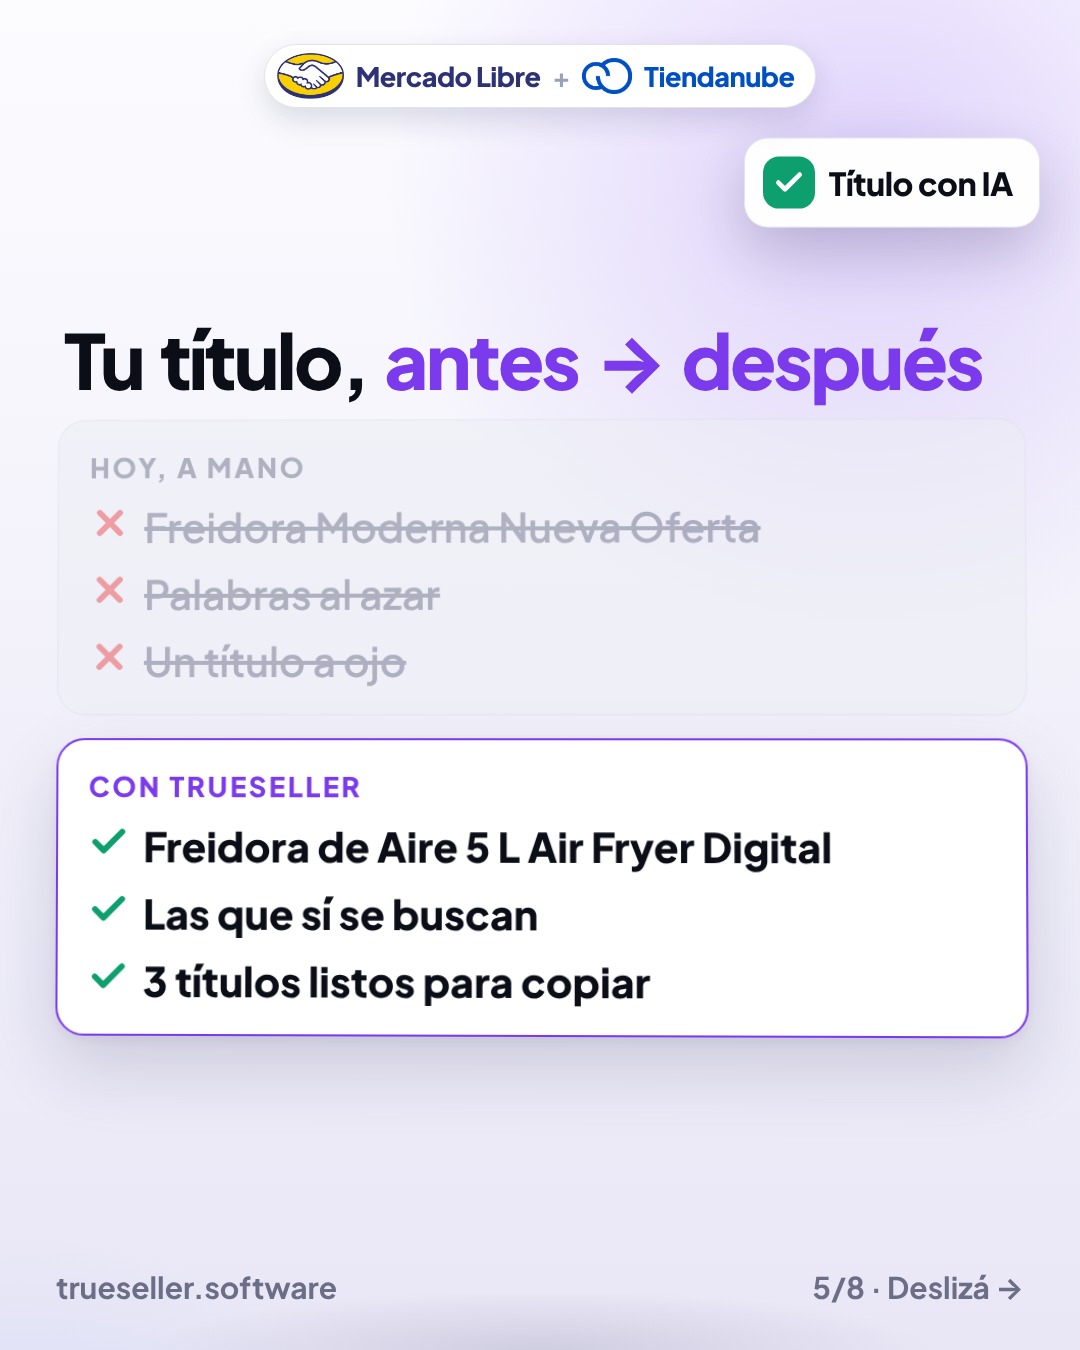 Mercado Libre + Tiendanube
Título con IA
Tu título, antes → después
HOY, A MANO
Freidora Moderna Nueva Oferta
Palabras al azar
Un título a ojo
CON TRUESELLER
Freidora de Aire 5 L Air Fryer Digital
Las que sí se buscan
3 títulos listos para copiar
trueseller.software
5/8 · Deslizá →